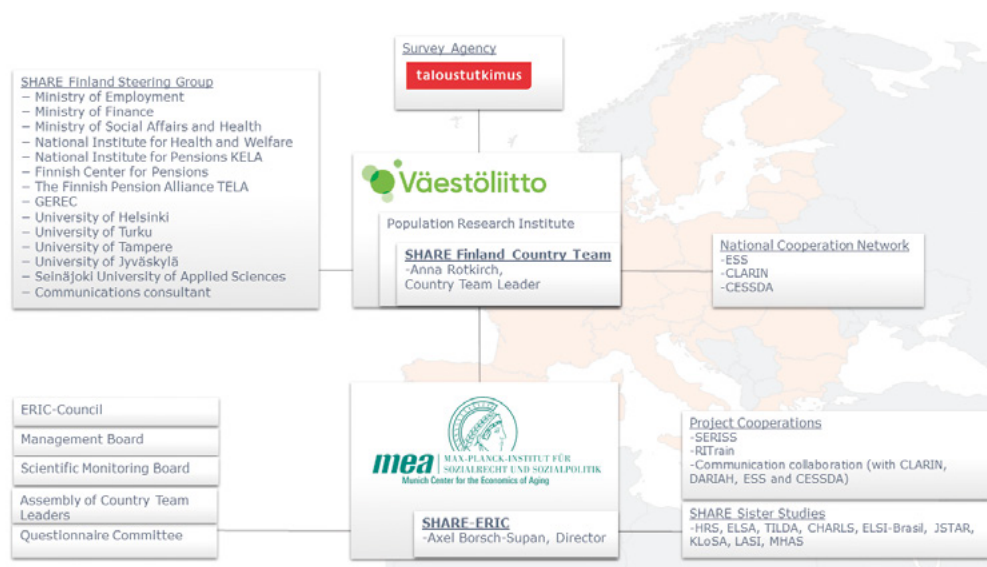 Survey Agency
taloustutkimus
SHARE Finland Steering Group
– Ministry of Employment
– Ministry of Finance
– Ministry of Social Affairs and Health
– National Institute for Health and Welfare
– National Institute for Pensions KELA
– Finnish Center for Pensions
– The Finnish Pension Alliance TELA
– GEREC
– University of Helsinki
– University of Turku
– University of Tampere
– University of Jyväskylä
– Seinäjoki University of Applied Sciences
– Communications consultant
Väestöliitto
Population Research Institute
SHARE Finland Country Team
-Anna Rotkirch,
Country Team Leader
National Cooperation Network
-ESS
-CLARIN
-CESSDA
ERIC-Council
Management Board
Scientific Monitoring Board
Assembly of Country Team
Leaders
Questionnaire Committee
mea
MAX-PLANCK-INSTITUT FÜR
SOZIALRECHT UND SOZIALPOLITIK
Munich Center for the Economics of Aging
SHARE-ERIC
-Axel Borsch-Supan, Director
Project Cooperations
-SERISS
-RITrain
-Communication collaboration (with CLARIN,
DARIAH, ESS and CESSDA)
SHARE Sister Studies
-HRS, ELSA, TILDA, CHARLS, ELSI-Brasil, JSTAR,
KLoSA, LASI, MHAS